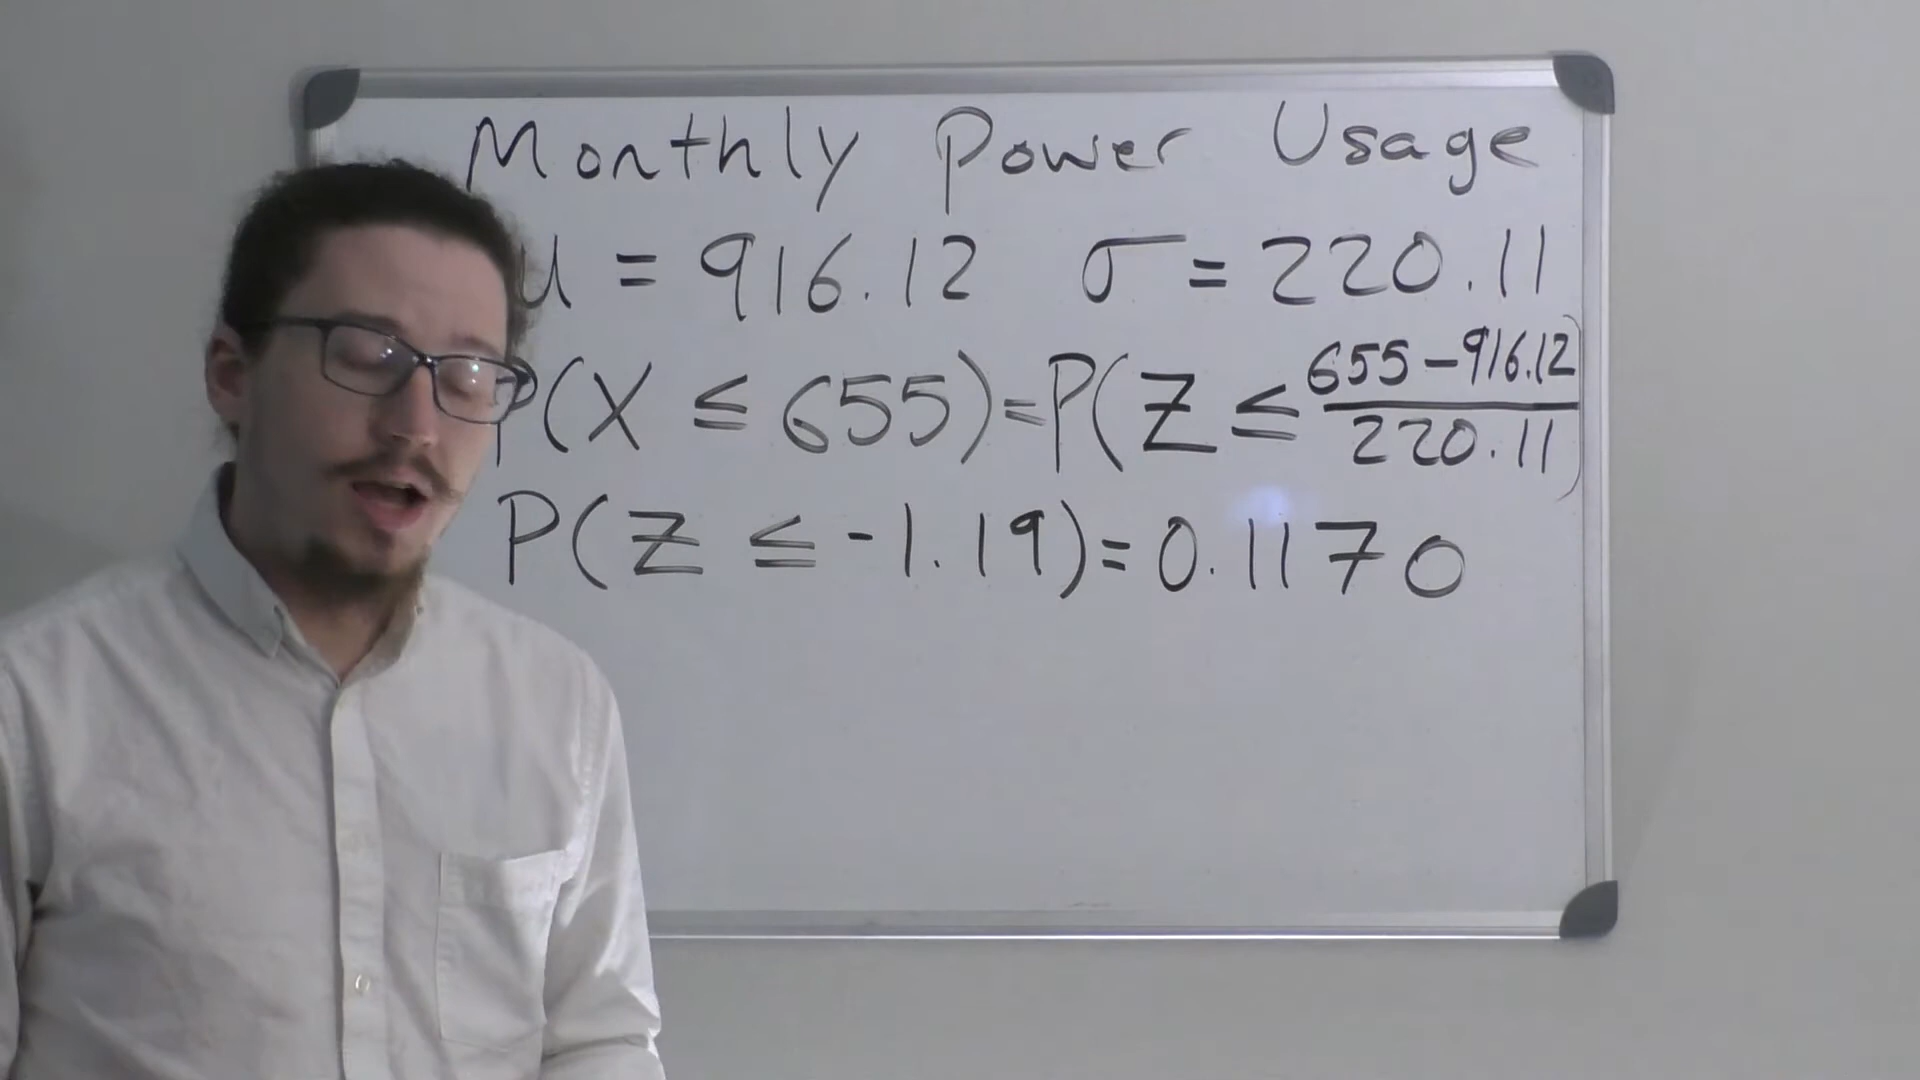 Monthly Power Usage
μ = 916.12 σ = 220.11
P(X ≤ 655) = P(Z ≤ (655 - 916.12)/220.11)
P(Z ≤ -1.19) = 0.1170